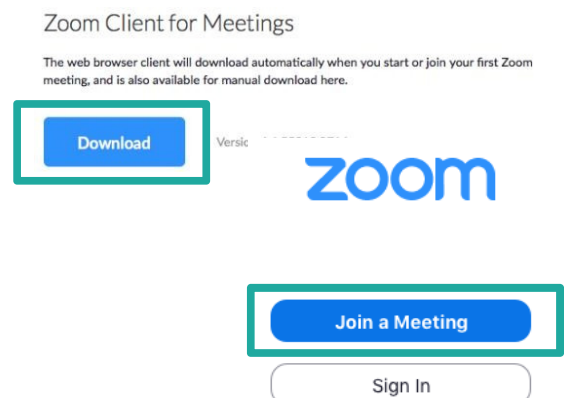 Zoom Client for Meetings
The web browser client will download automatically when you start or join your first Zoom
meeting, and is also available for manual download here.
Download
zoom
Join a Meeting
Sign In